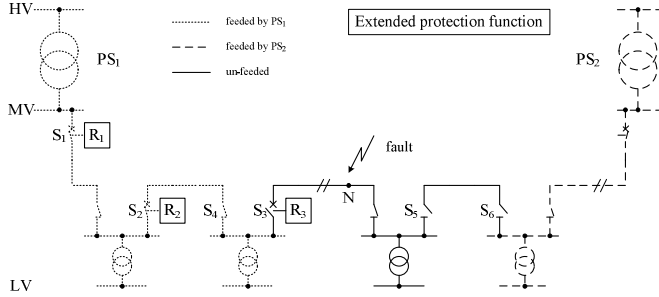 HV
feeded by PS₁
Extended protection function
PS₁
feeded by PS₂
PS₂
un-feeded
MV
S₁
R₁
fault
N
S₂
R₂
S₄
S₃
R₃
S₅
S₆
LV